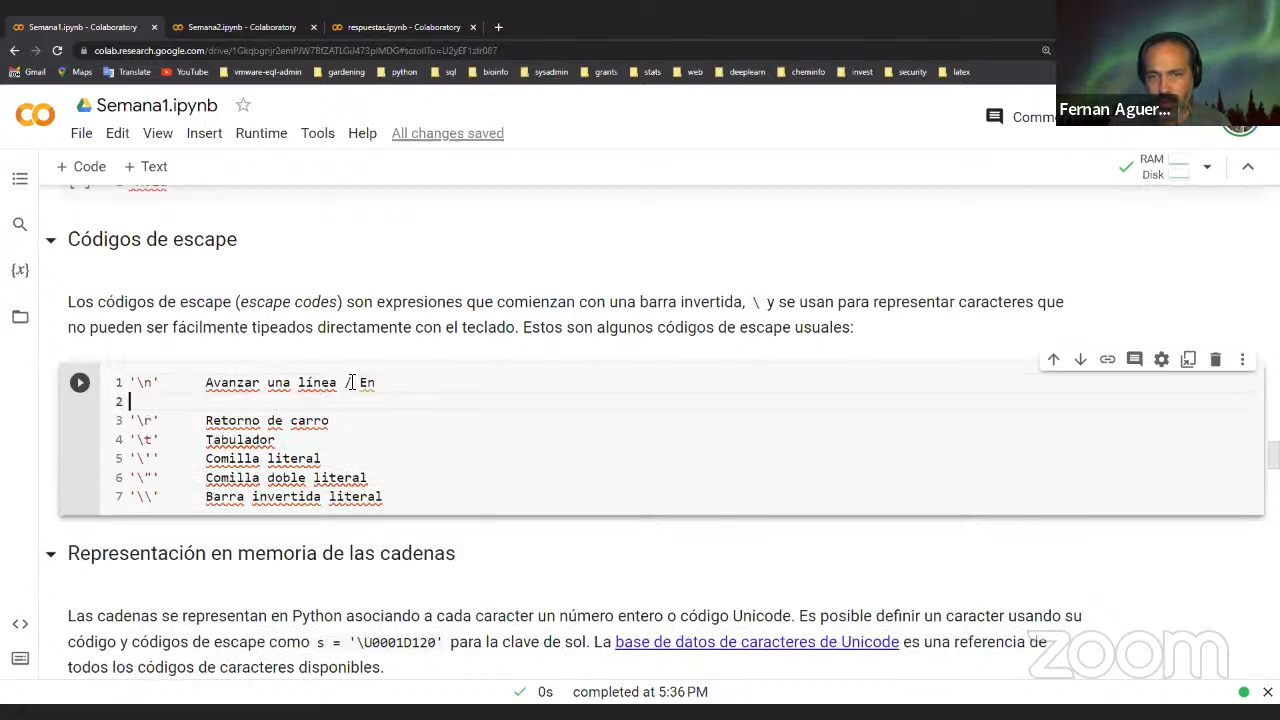 Semana1.ipynb - Colaboratory
Semana2.ipynb - Colaboratory
respuestas.ipynb - Colaboratory
Gmail Maps Translate YouTube vmware-eql-admin gardening python sql bioinfo sysadmin grants stats web deeplearn cheminfo invest security latex
Fernan Aguer...
Semana1.ipynb
File Edit View Insert Runtime Tools Help All changes saved
+ Code + Text
RAM
Disk
Códigos de escape
Los códigos de escape (escape codes) son expresiones que comienzan con una barra invertida, \ y se usan para representar caracteres que
no pueden ser fácilmente tipeados directamente con el teclado. Estos son algunos códigos de escape usuales:
1 '\n' Avanzar una línea / En
2
3 '\r' Retorno de carro
4 '\t' Tabulador
5 '\'' Comilla literal
6 '\"' Comilla doble literal
7 '\\' Barra invertida literal
Representación en memoria de las cadenas
Las cadenas se representan en Python asociando a cada caracter un número entero o código Unicode. Es posible definir un caracter usando su
código y códigos de escape como s = '\U0001D120' para la clave de sol. La base de datos de caracteres de Unicode es una referencia de
todos los códigos de caracteres disponibles.
zoom
0s completed at 5:36 PM